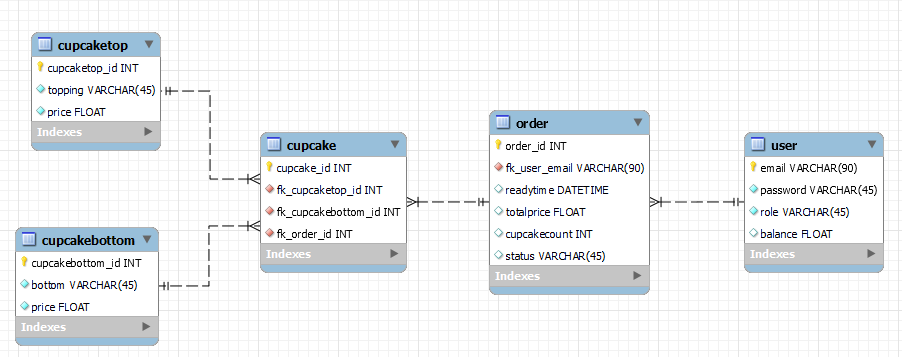 cupcaketop
cupcaketop_id INT
topping VARCHAR(45)
price FLOAT
Indexes
cupcakebottom
cupcakebottom_id INT
bottom VARCHAR(45)
price FLOAT
Indexes
cupcake
cupcake_id INT
fk_cupcaketop_id INT
fk_cupcakebottom_id INT
fk_order_id INT
Indexes
order
order_id INT
fk_user_email VARCHAR(90)
readytime DATETIME
totalprice FLOAT
cupcakecount INT
status VARCHAR(45)
Indexes
user
email VARCHAR(90)
password VARCHAR(45)
role VARCHAR(45)
balance FLOAT
Indexes